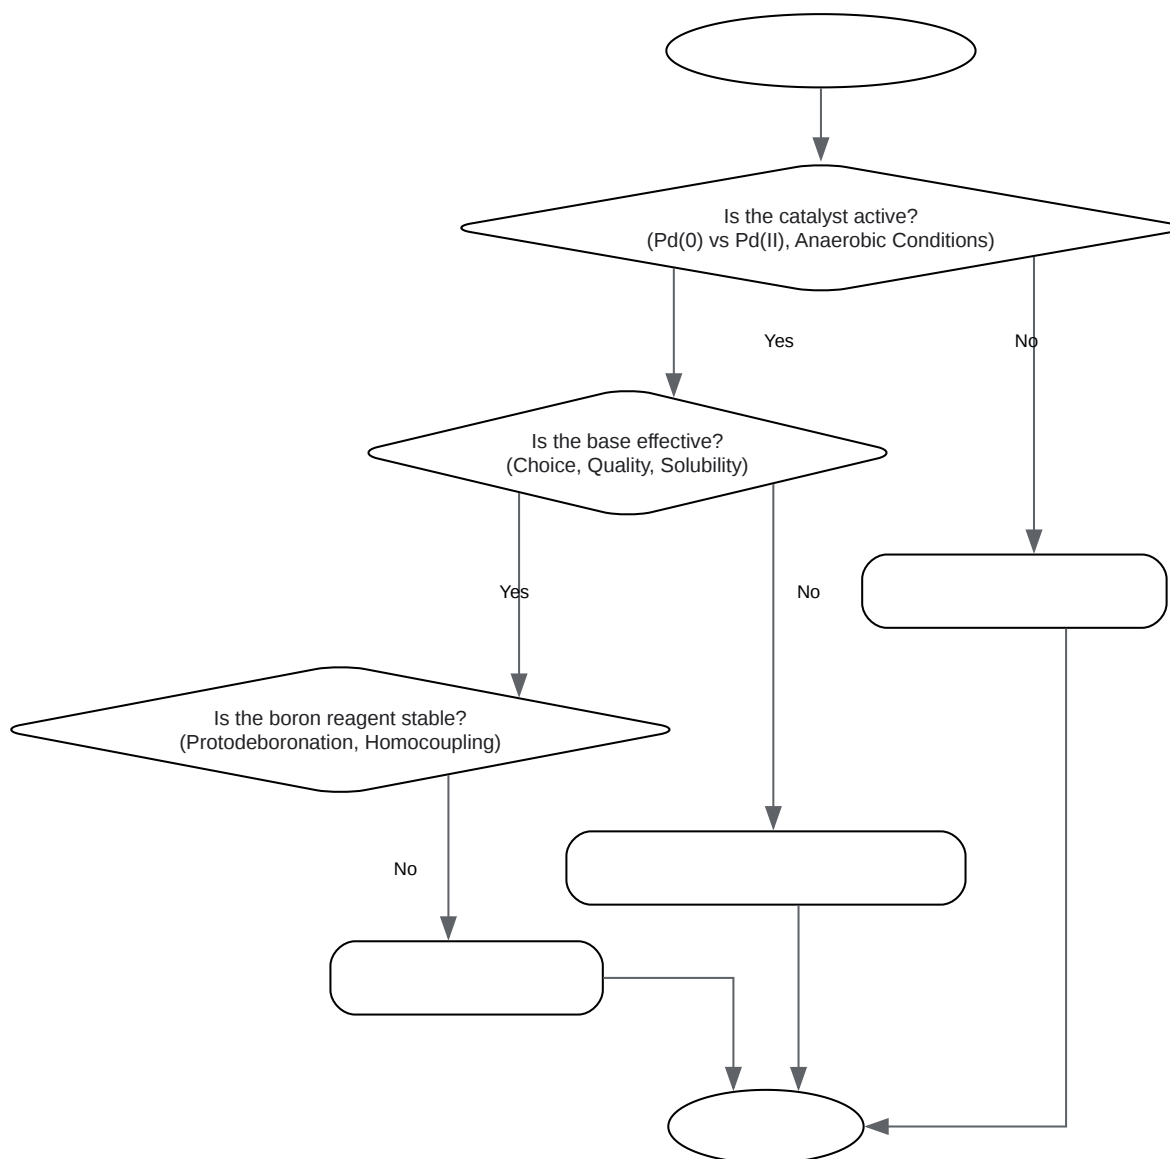 Is the catalyst active?
(Pd(0) vs Pd(II), Anaerobic Conditions)
Yes
No
Is the base effective?
(Choice, Quality, Solubility)
Yes
No
Is the boron reagent stable?
(Protodeboronation, Homocoupling)
No